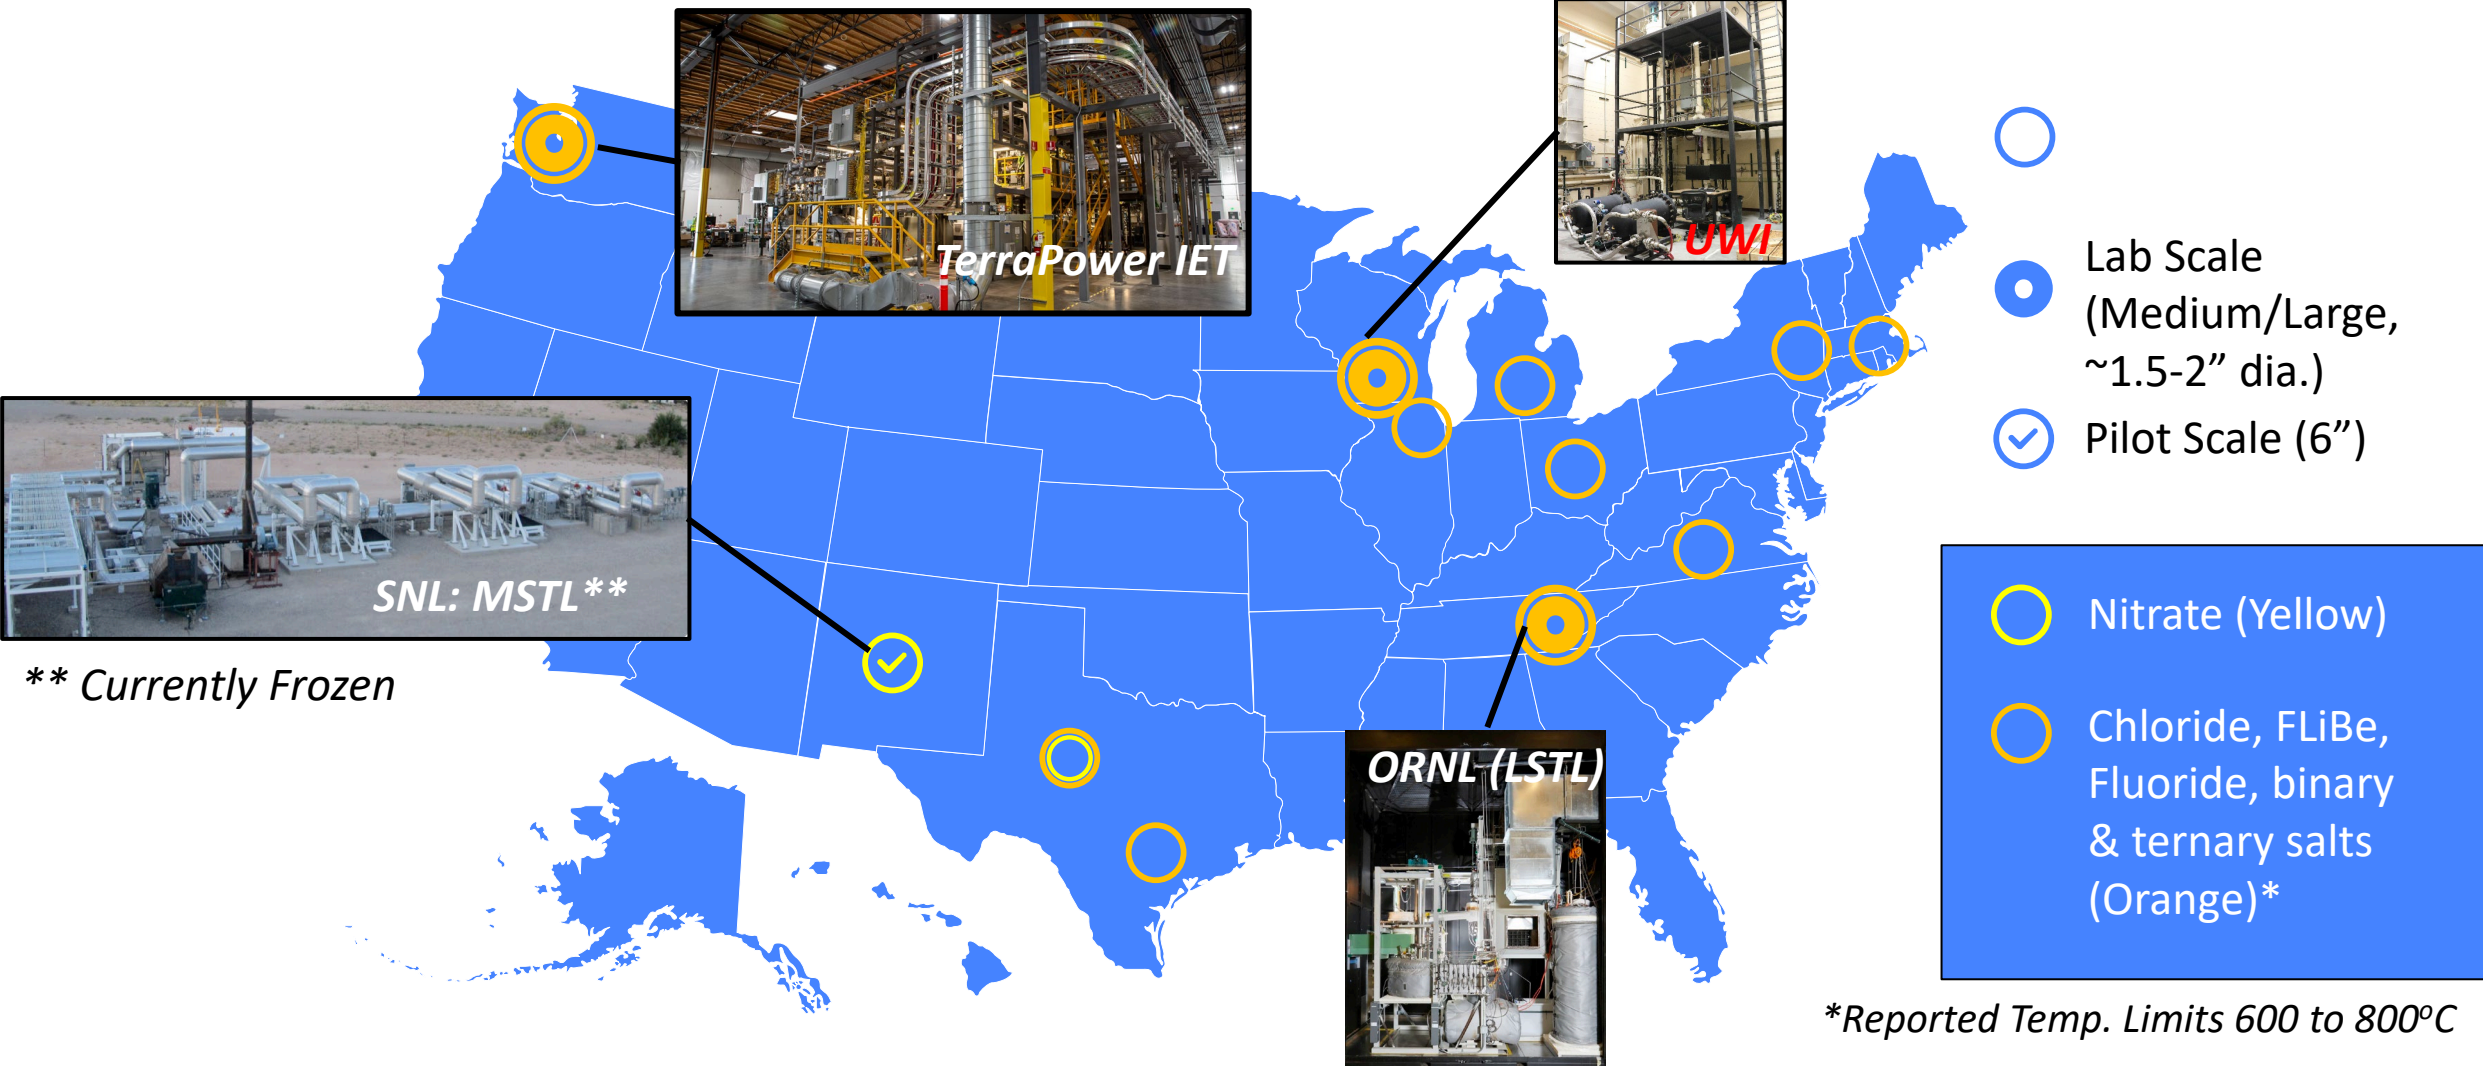 TerraPower IET
UWI
Lab Scale
(Medium/Large,
~1.5-2” dia.)
Pilot Scale (6”)
SNL: MSTL**
** Currently Frozen
Nitrate (Yellow)
Chloride, FLiBe,
Fluoride, binary
& ternary salts
(Orange)*
ORNL (LSTL)
*Reported Temp. Limits 600 to 800ºC